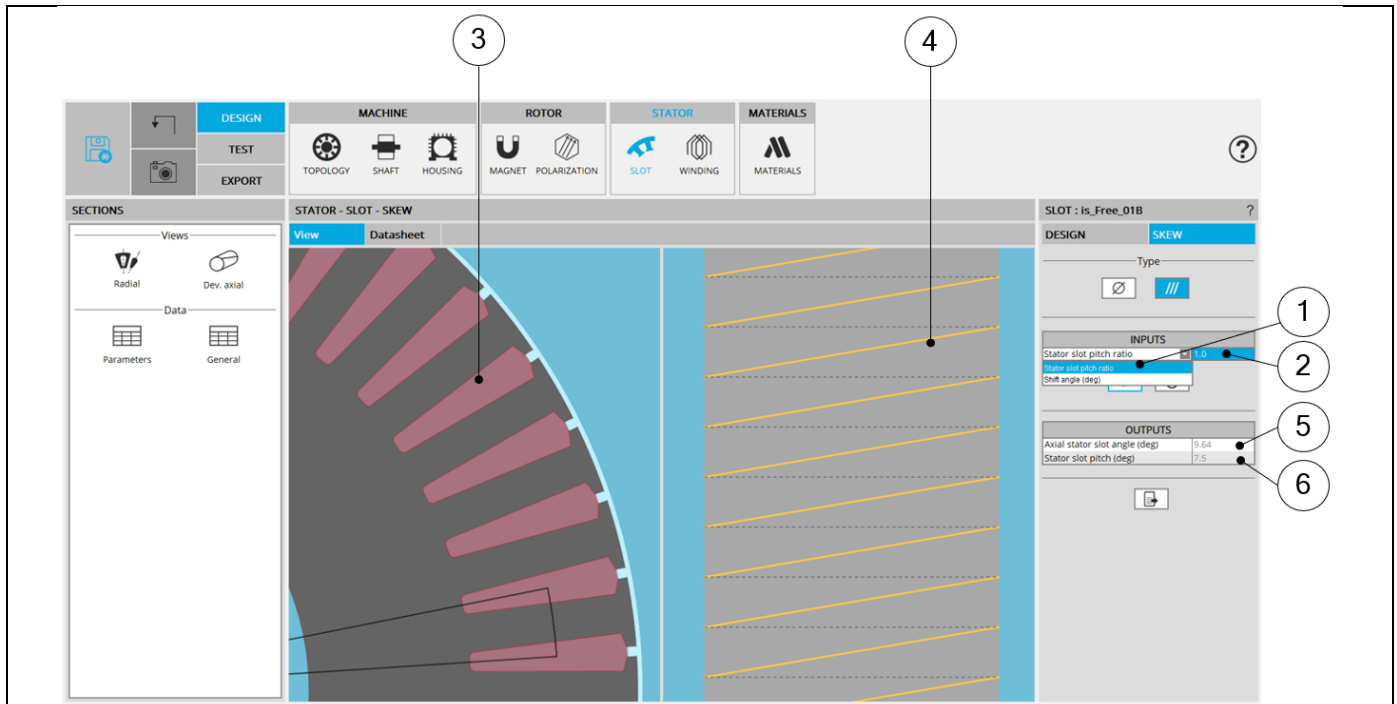 3
4
DESIGN
TEST
EXPORT
MACHINE
ROTOR
STATOR
MATERIALS
TOPOLOGY
SHAFT
HOUSING
MAGNET
POLARIZATION
SLOT
WINDING
MATERIALS
?
SECTIONS
STATOR - SLOT - SKEW
SLOT : is_Free_01B
?
Views
Radial
Dev. axial
Data
Parameters
General
View
Datasheet
DESIGN
SKEW
Type
INPUTS
Stator slot pitch ratio
1.0
Stator slot pitch ratio
Shift angle (deg)
1
2
OUTPUTS
Axial stator slot angle (deg)
9.64
Stator slot pitch (deg)
7.5
5
6